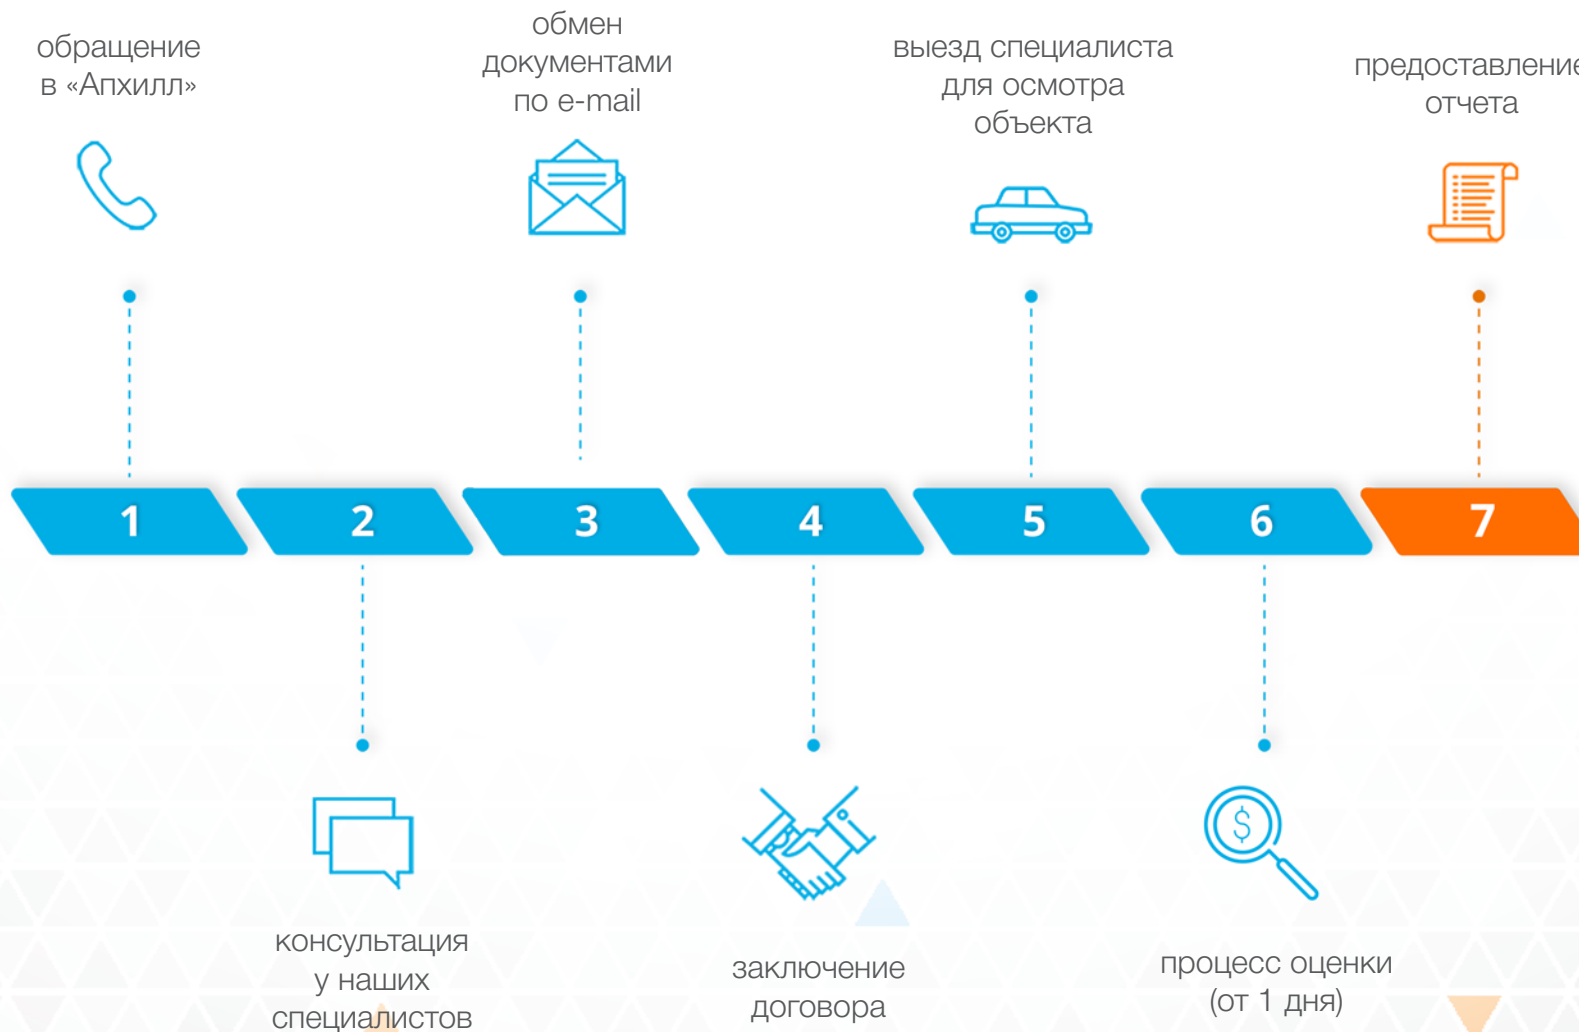 обращение
в «Апхилл»
обмен
документами
по e-mail
выезд специалиста
для осмотра
объекта
предоставление
отчета
1
2
3
4
5
6
7
$
консультация
у наших
специалистов
заключение
договора
процесс оценки
(от 1 дня)